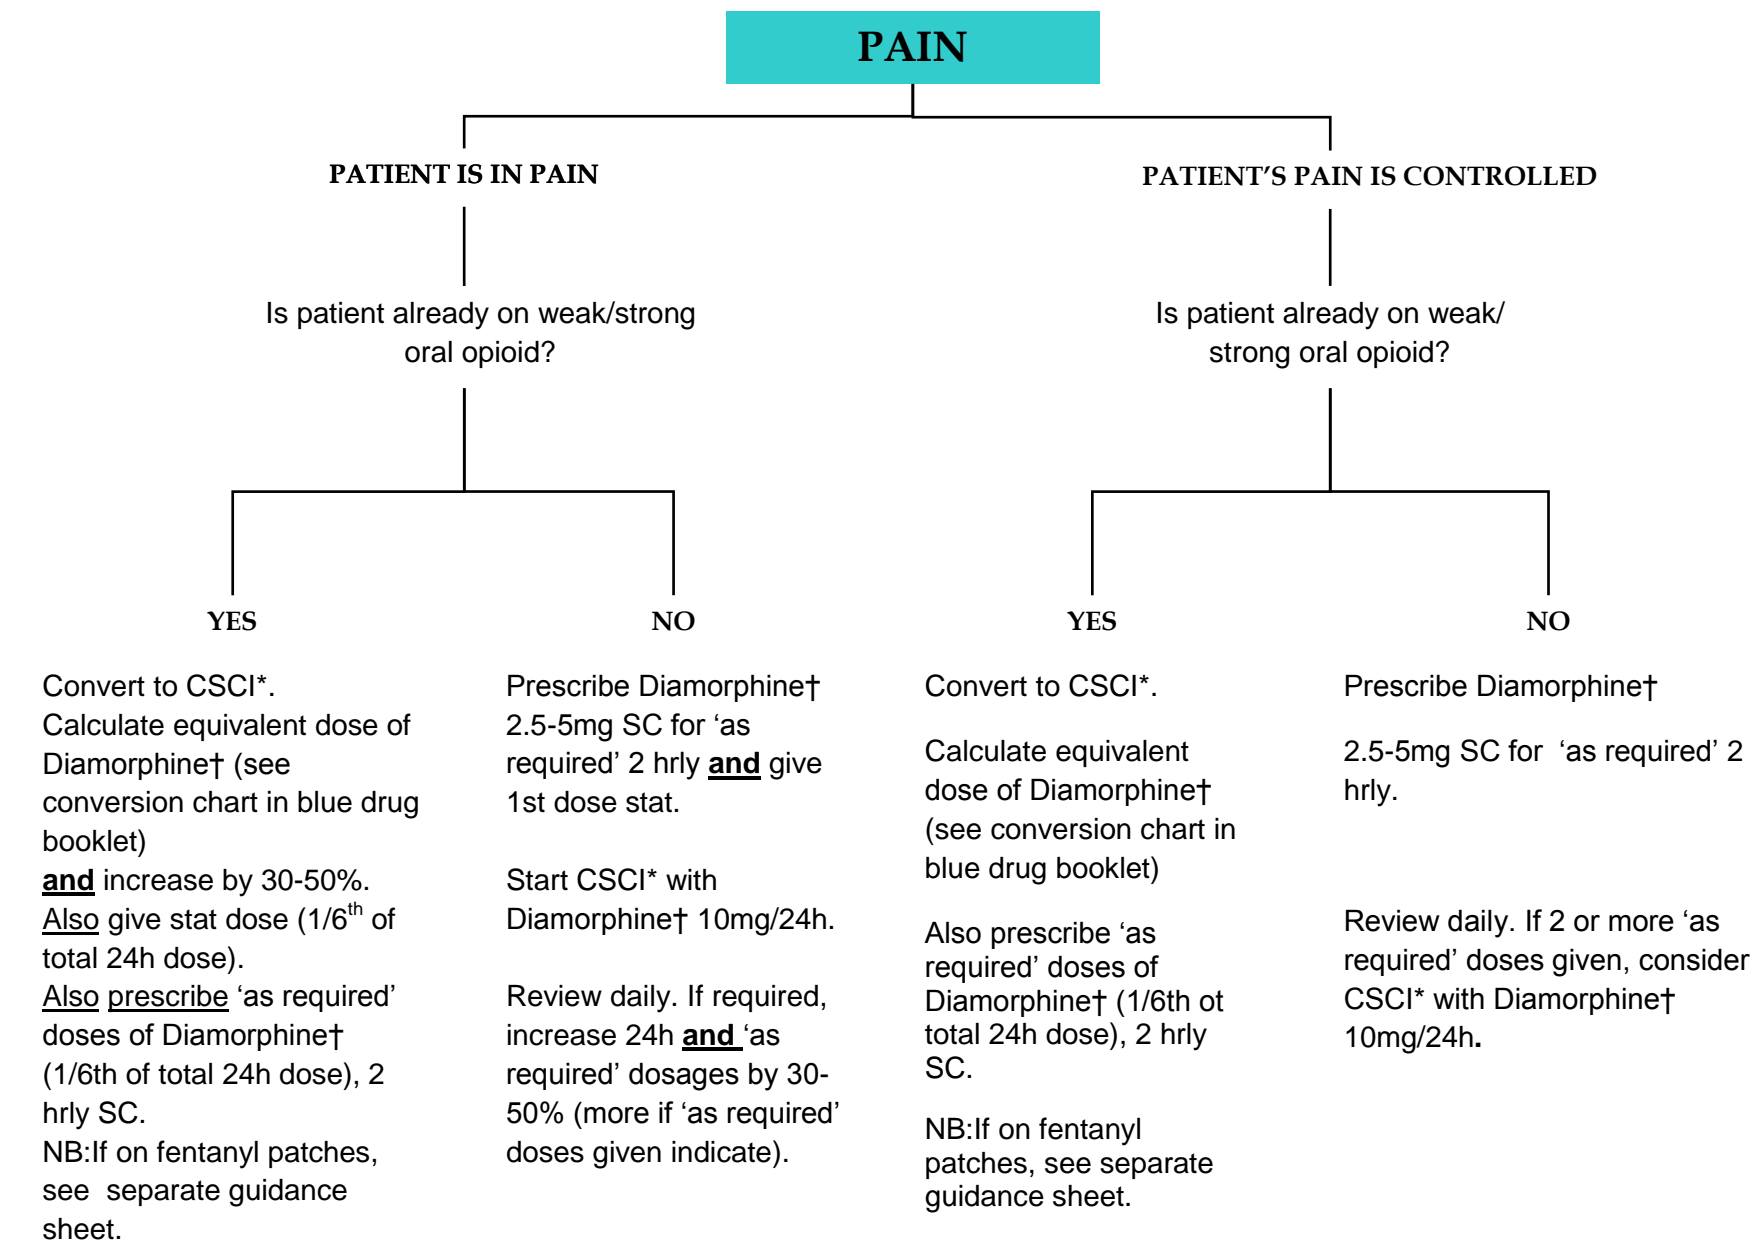 PAIN
PATIENT IS IN PAIN
PATIENT’S PAIN IS CONTROLLED
Is patient already on weak/strong
oral opioid?
Is patient already on weak/
strong oral opioid?
YES
NO
YES
NO
Convert to CSCI*.
Calculate equivalent dose of
Diamorphine† (see
conversion chart in blue drug
booklet)
and increase by 30-50%.
Also give stat dose (1/6th of
total 24h dose).
Also prescribe ‘as required’
doses of Diamorphine†
(1/6th of total 24h dose), 2
hrly SC.
NB:If on fentanyl patches,
see separate guidance
sheet.
Prescribe Diamorphine†
2.5-5mg SC for ‘as
required’ 2 hrly and give
1st dose stat.
Start CSCI* with
Diamorphine† 10mg/24h.
Review daily. If required,
increase 24h and ‘as
required’ dosages by 30-
50% (more if ‘as required’
doses given indicate).
Convert to CSCI*.
Calculate equivalent
dose of Diamorphine†
(see conversion chart in
blue drug booklet)
Also prescribe ‘as
required’ doses of
Diamorphine† (1/6th ot
total 24h dose), 2 hrly
SC.
NB:If on fentanyl
patches, see separate
guidance sheet.
Prescribe Diamorphine†
2.5-5mg SC for ‘as required’ 2
hrly.
Review daily. If 2 or more ‘as
required’ doses given, consider
CSCI* with Diamorphine†
10mg/24h.